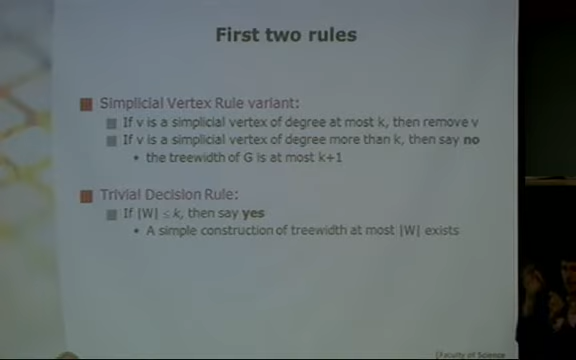 First two rules
Simplicial Vertex Rule variant:
If v is a simplicial vertex of degree at most k, then remove v
If v is a simplicial vertex of degree more than k, then say no
• the treewidth of G is at most k+1
Trivial Decision Rule:
If |W| ≤ k, then say yes
• A simple construction of treewidth at most |W| exists
[Faculty of Science